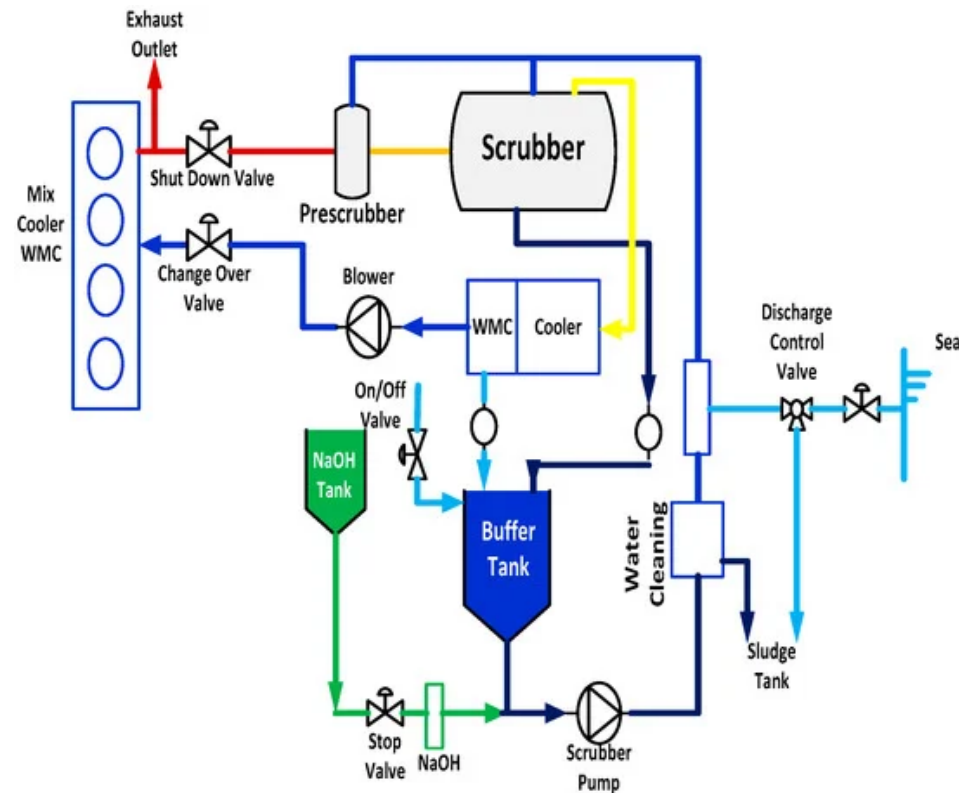 Exhaust
Outlet
Scrubber
Shut Down Valve
Prescrubber
Mix
Cooler
WMC
Change Over
Valve
Blower
WMC
Cooler
Discharge
Control
Valve
Sea
On/Off
Valve
NaOH
Tank
Buffer
Tank
Water
Cleaning
Sludge
Tank
Stop
Valve
NaOH
Scrubber
Pump